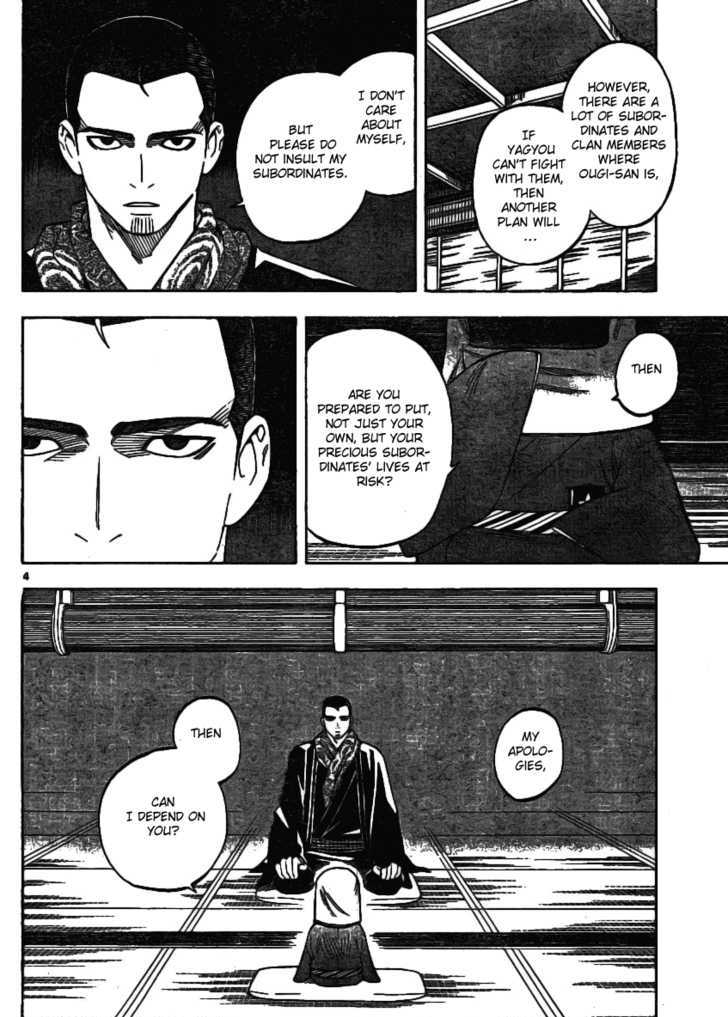 HOWEVER,
THERE ARE A
LOT OF SUBOR-
DINATES AND
CLAN MEMBERS
WHERE
OUGI-SAN IS,
IF
YAGYOU
CAN'T FIGHT
WITH THEM,
THEN
ANOTHER
PLAN WILL
...
I DON'T
CARE
ABOUT
MYSELF,
BUT
PLEASE DO
NOT INSULT MY
SUBORDINATES.
THEN
ARE YOU
PREPARED TO PUT,
NOT JUST YOUR
OWN, BUT YOUR
PRECIOUS SUBOR-
DINATES' LIVES AT
RISK?
4
MY
APOLO-
GIES,
THEN
CAN
I DEPEND ON
YOU?